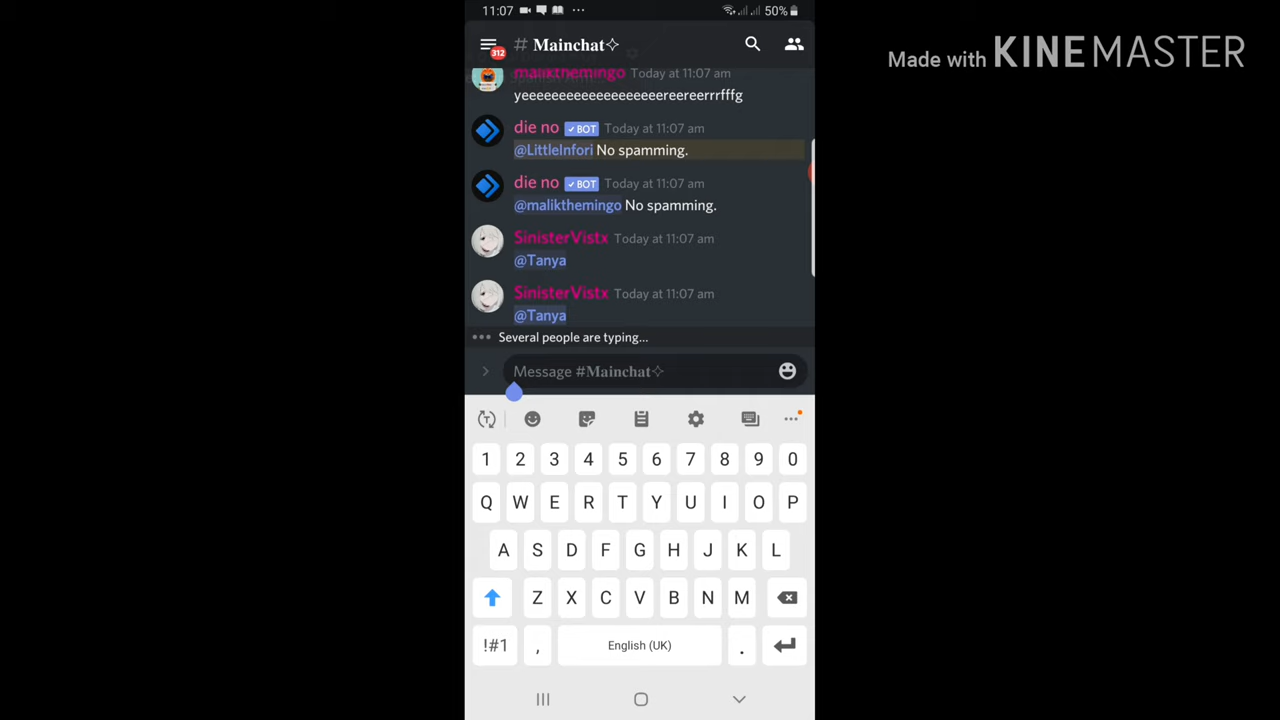 11:07 50%
Made with KINEMASTER
312
# Mainchat✧
malikthemingo Today at 11:07 am
yeeeeeeeeeeeeeeeeeeereereerrrfffg
die no ✓BOT Today at 11:07 am
@LittleInfori No spamming.
die no ✓BOT Today at 11:07 am
@malikthemingo No spamming.
SinisterVistx Today at 11:07 am
@Tanya
SinisterVistx Today at 11:07 am
@Tanya
Several people are typing...
Message #Mainchat✧
T
1 2 3 4 5 6 7 8 9 0
Q W E R T Y U I O P
A S D F G H J K L
Z X C V B N M
!#1 , English (UK) .